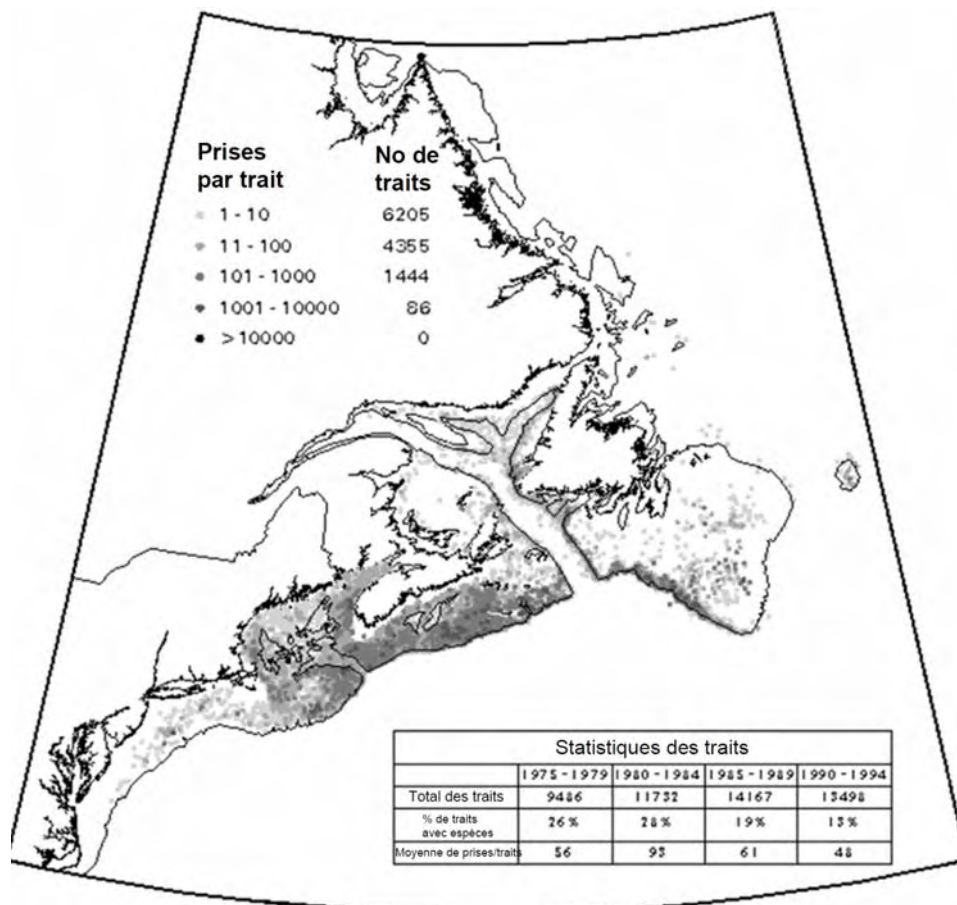 Prises par trait No de traits
1 - 10 6205
11 - 100 4355
101 - 1000 1444
1001 - 10000 86
>10000 0
Statistiques des traits
1975 - 1979 1980 - 1984 1985 - 1989 1990 - 1994
Total des traits 9486 11732 14167 13498
% de traits avec espèces 26% 28% 19% 13%
Moyenne de prises/traits 56 93 61 48